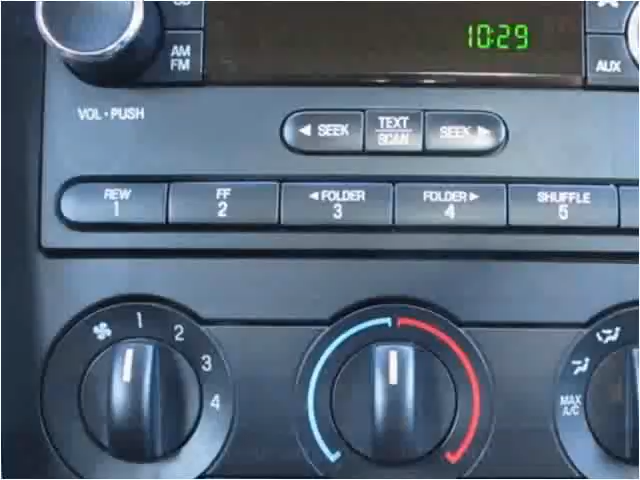 CD
10:29
AM
FM
AUX
VOL • PUSH
◀ SEEK
TEXT
SCAN
SEEK ▶
REW
1
FF
2
◀ FOLDER
3
FOLDER ▶
4
SHUFFLE
5
1
2
3
4
MAX
A/C